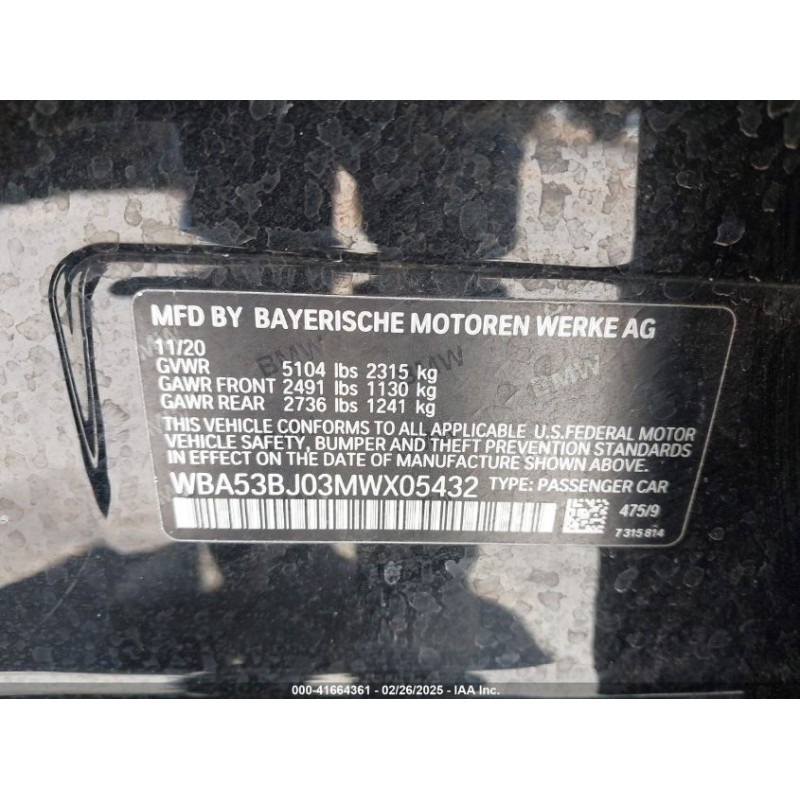 MFD BY BAYERISCHE MOTOREN WERKE AG
11/20
GVWR 5104 lbs 2315 kg
GAWR FRONT 2491 lbs 1130 kg
GAWR REAR 2736 lbs 1241 kg
THIS VEHICLE CONFORMS TO ALL APPLICABLE U.S.FEDERAL MOTOR
VEHICLE SAFETY, BUMPER AND THEFT PREVENTION STANDARDS
IN EFFECT ON THE DATE OF MANUFACTURE SHOWN ABOVE.
WBA53BJ03MWX05432 TYPE: PASSENGER CAR
475/9
7 315 814
BMW
BMW
000-41664361 - 02/26/2025 - IAA Inc.